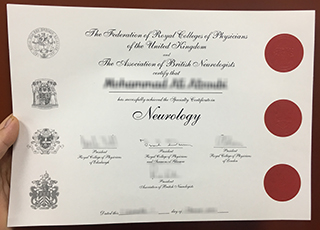 The Federation of Royal Colleges of Physicians
of the United Kingdom
and
The Association of British Neurologists
certify that
has successfully achieved the Specialty Certificate in
Neurology
President
Royal College of Physicians
of Edinburgh
President
Royal College of Physicians
and Surgeons of Glasgow
President
Royal College of Physicians
of London
President
Association of British Neurologists
Dated
day of